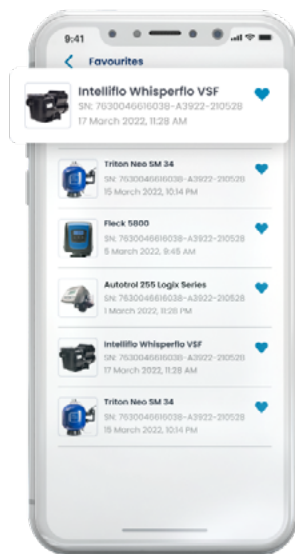 9:41
Favourites
Intelliflo Whisperflo VSF
SN: 7630046616038-A3922-210528
17 March 2022, 11:28 AM
Triton Neo SM 34
SN: 7630046616038-A3922-210528
15 March 2022, 10:14 PM
Fleck 5800
SN: 7630046616038-A3922-210528
5 March 2022, 9:45 AM
Autotrol 255 Logix Series
SN: 7630046616038-A3922-210528
1 March 2022, 11:28 PM
Intelliflo Whisperflo VSF
SN: 7630046616038-A3922-210528
17 March 2022, 11:28 AM
Triton Neo SM 34
SN: 7630046616038-A3922-210528
15 March 2022, 10:14 PM